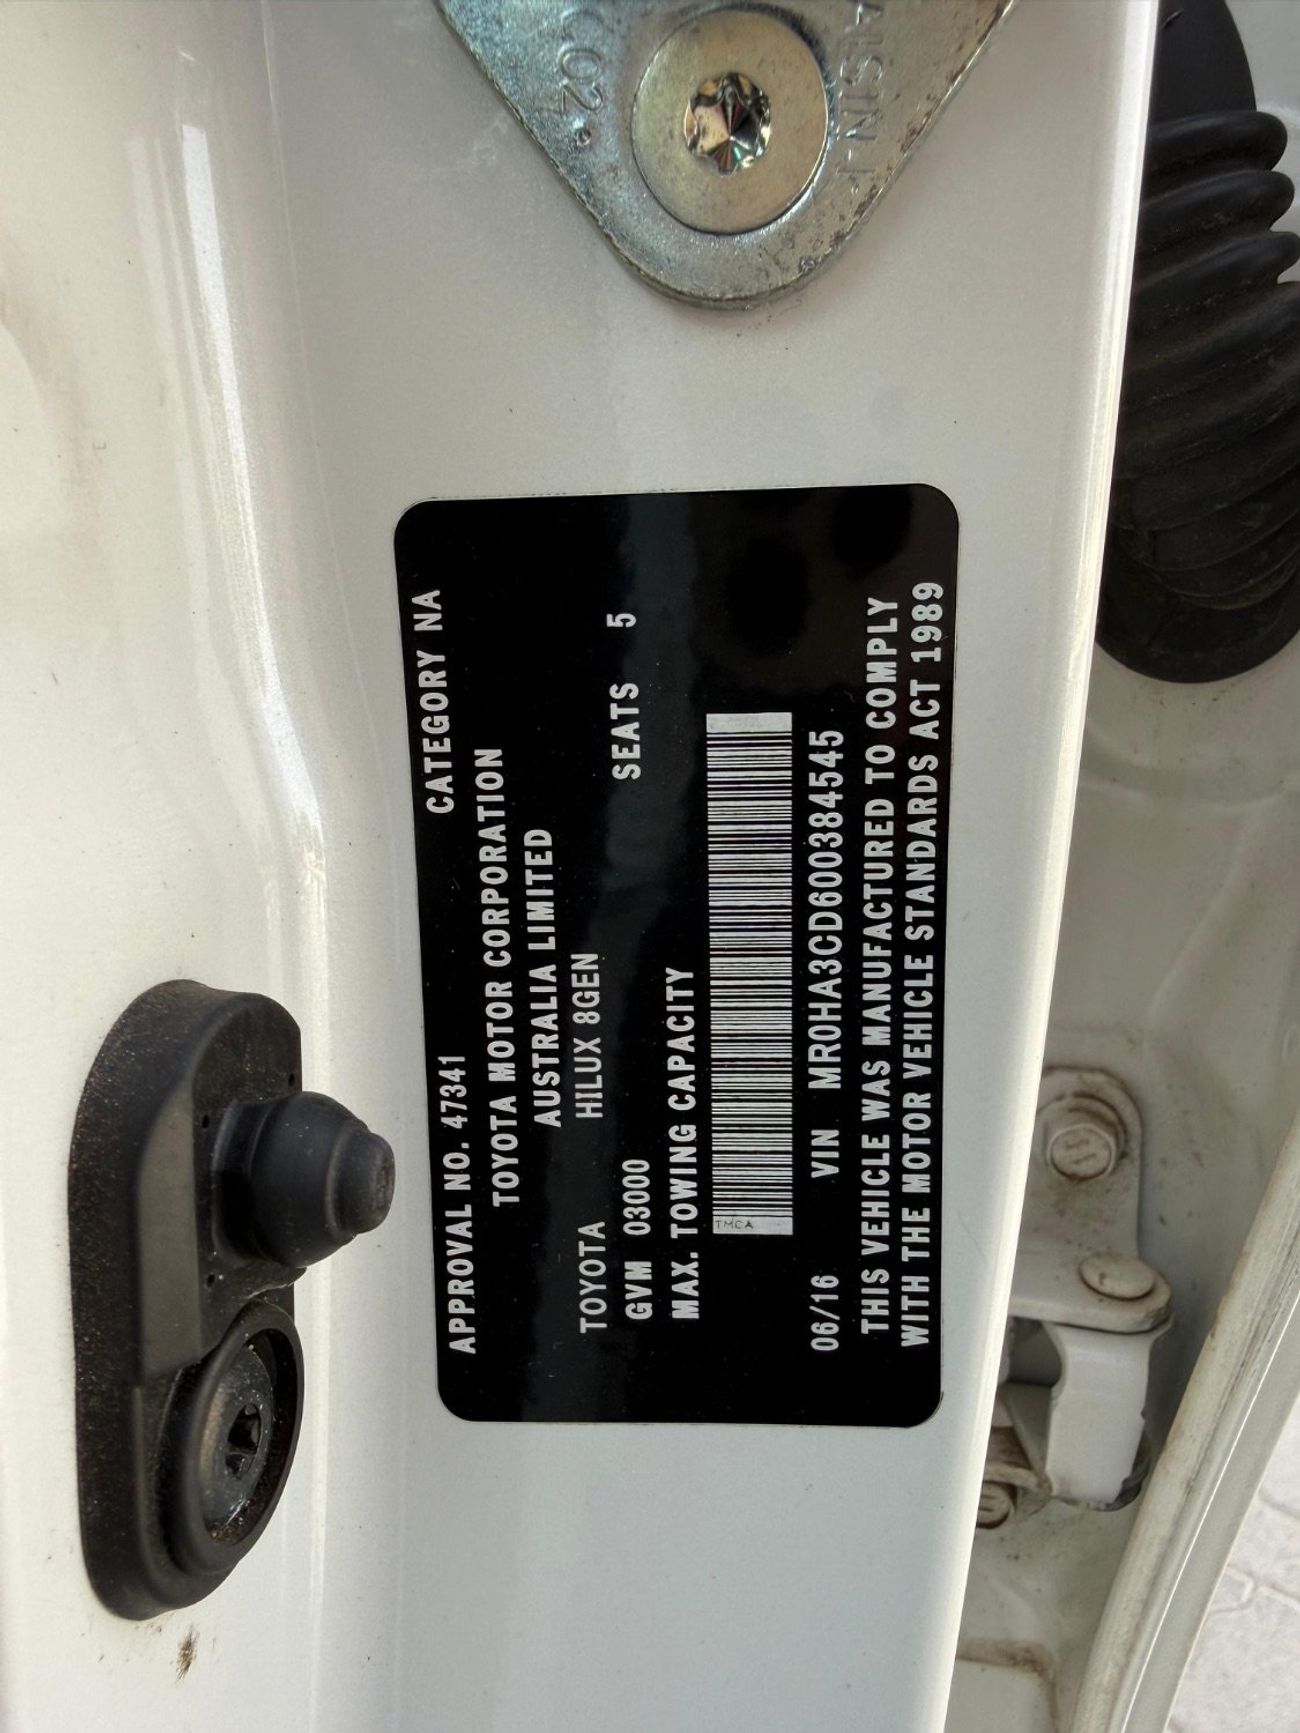 CO2
AISIN T
APPROVAL NO. 47341 CATEGORY NA
TOYOTA MOTOR CORPORATION
AUSTRALIA LIMITED
TOYOTA HILUX 8GEN
GVM 03000 SEATS 5
MAX. TOWING CAPACITY
TMCA
06/16 VIN MR0HA3CD600384545
THIS VEHICLE WAS MANUFACTURED TO COMPLY
WITH THE MOTOR VEHICLE STANDARDS ACT 1989